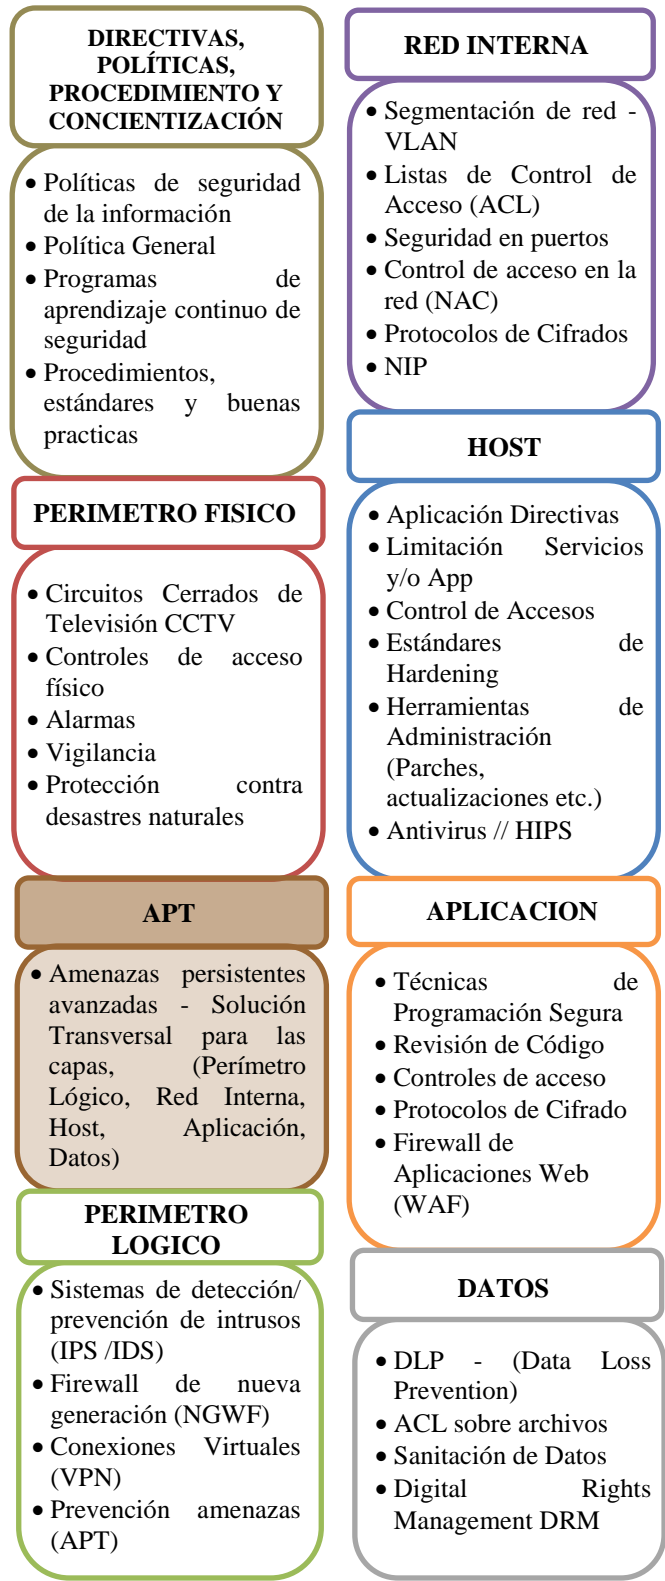 DIRECTIVAS,
POLÍTICAS,
PROCEDIMIENTO Y
CONCIENTIZACIÓN
• Políticas de seguridad
de la información
• Política General
• Programas de
aprendizaje continuo de
seguridad
• Procedimientos,
estándares y buenas
practicas
PERIMETRO FISICO
• Circuitos Cerrados de
Televisión CCTV
• Controles de acceso
físico
• Alarmas
• Vigilancia
• Protección contra
desastres naturales
APT
• Amenazas persistentes
avanzadas - Solución
Transversal para las
capas, (Perímetro
Lógico, Red Interna,
Host, Aplicación,
Datos)
PERIMETRO
LOGICO
• Sistemas de detección/
prevención de intrusos
(IPS /IDS)
• Firewall de nueva
generación (NGWF)
• Conexiones Virtuales
(VPN)
• Prevención amenazas
(APT)
RED INTERNA
• Segmentación de red -
VLAN
• Listas de Control de
Acceso (ACL)
• Seguridad en puertos
• Control de acceso en la
red (NAC)
• Protocolos de Cifrados
• NIP
HOST
• Aplicación Directivas
• Limitación Servicios
y/o App
• Control de Accesos
• Estándares de
Hardening
• Herramientas de
Administración
(Parches,
actualizaciones etc.)
• Antivirus // HIPS
APLICACION
• Técnicas de
Programación Segura
• Revisión de Código
• Controles de acceso
• Protocolos de Cifrado
• Firewall de
Aplicaciones Web
(WAF)
DATOS
• DLP - (Data Loss
Prevention)
• ACL sobre archivos
• Sanitación de Datos
• Digital Rights
Management DRM